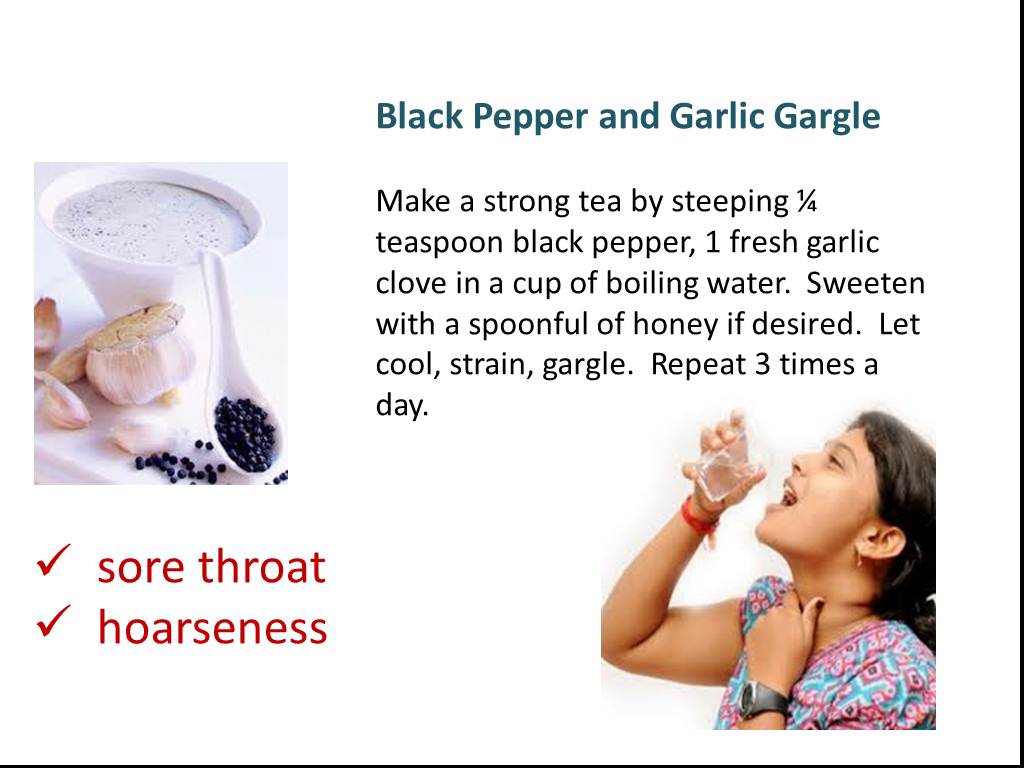 Black Pepper and Garlic Gargle
Make a strong tea by steeping ¼
teaspoon black pepper, 1 fresh garlic
clove in a cup of boiling water.  Sweeten
with a spoonful of honey if desired.  Let
cool, strain, gargle.  Repeat 3 times a
day.
✓ sore throat
✓ hoarseness